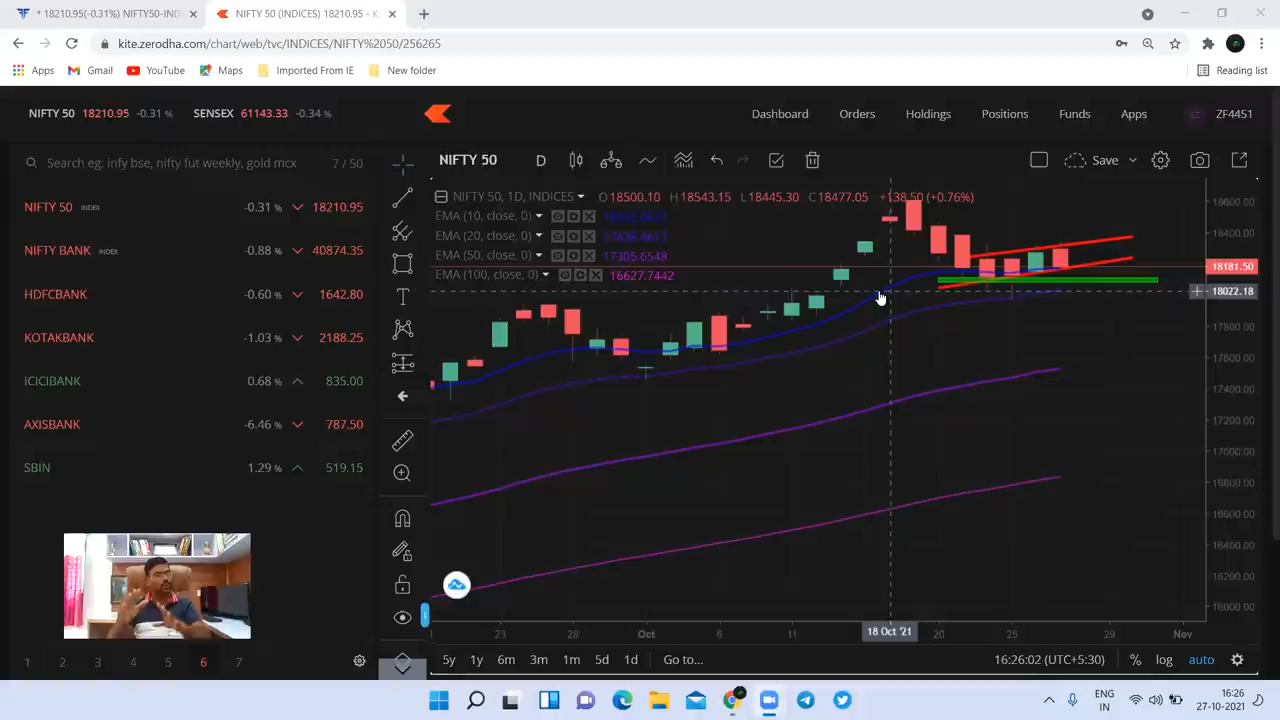 * 18210.95(-0.31%) NIFTY50-IND
NIFTY 50 (INDICES) 18210.95 - K
kite.zerodha.com/chart/web/tvc/INDICES/NIFTY%2050/256265
Apps Gmail YouTube Maps Imported From IE New folder Reading list
NIFTY 50 18210.95 -0.31 % SENSEX 61143.33 -0.34 %
Dashboard Orders Holdings Positions Funds Apps ZF4451
Search eg: infy bse, nifty fut weekly, gold mcx 7 / 50
NIFTY 50 INDEX -0.31 % 18210.95
NIFTY BANK INDEX -0.88 % 40874.35
HDFCBANK -0.60 % 1642.80
KOTAKBANK -1.03 % 2188.25
ICICIBANK 0.68 % 835.00
AXISBANK -6.46 % 787.50
SBIN 1.29 % 519.15
1 2 3 4 5 6 7
NIFTY 50 D Save
NIFTY 50, 1D, INDICES O18500.10 H18543.15 L18445.30 C18477.05 +138.50 (+0.76%)
EMA (10, close, 0)
EMA (20, close, 0)
EMA (50, close, 0) 17305.6548
EMA (100, close, 0) 16627.7442
18600.00
18400.00
18181.50
18022.18
17800.00
17600.00
17400.00
17200.00
17000.00
16800.00
16600.00
16400.00
16200.00
16000.00
23 28 Oct 6 11 18 Oct '21 20 25 29 Nov
5y 1y 6m 3m 1m 5d 1d Go to... 16:26:02 (UTC+5:30) % log auto
ENG
IN
16:26
27-10-2021